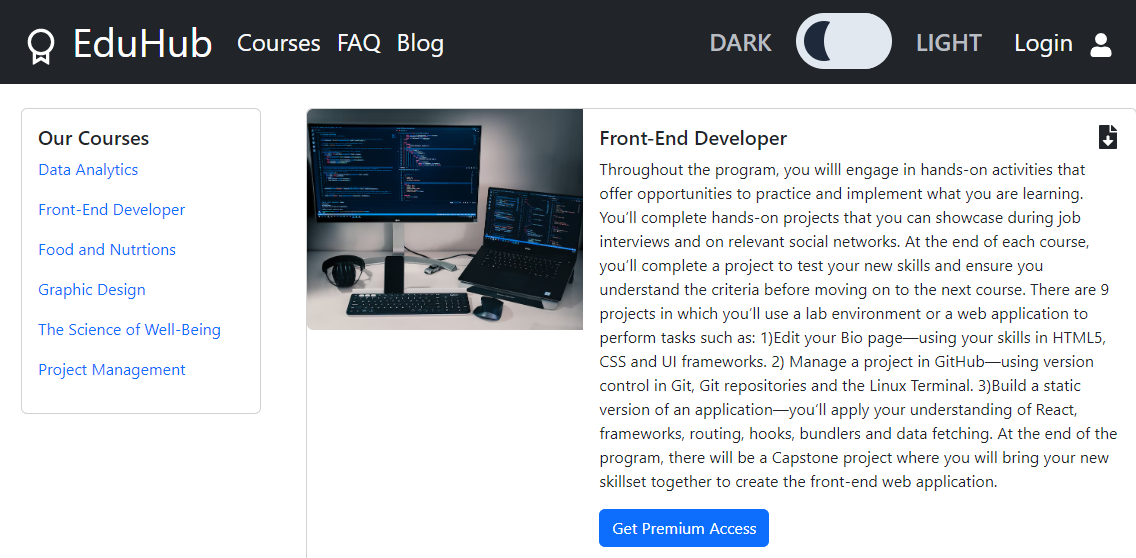 EduHub Courses FAQ Blog DARK LIGHT Login
Our Courses
Data Analytics
Front-End Developer
Food and Nutrtions
Graphic Design
The Science of Well-Being
Project Management
Front-End Developer
Throughout the program, you willl engage in hands-on activities that
offer opportunities to practice and implement what you are learning.
You’ll complete hands-on projects that you can showcase during job
interviews and on relevant social networks. At the end of each course,
you’ll complete a project to test your new skills and ensure you
understand the criteria before moving on to the next course. There are 9
projects in which you’ll use a lab environment or a web application to
perform tasks such as: 1)Edit your Bio page—using your skills in HTML5,
CSS and UI frameworks. 2) Manage a project in GitHub—using version
control in Git, Git repositories and the Linux Terminal. 3)Build a static
version of an application—you’ll apply your understanding of React,
frameworks, routing, hooks, bundlers and data fetching. At the end of the
program, there will be a Capstone project where you will bring your new
skillset together to create the front-end web application.
Get Premium Access